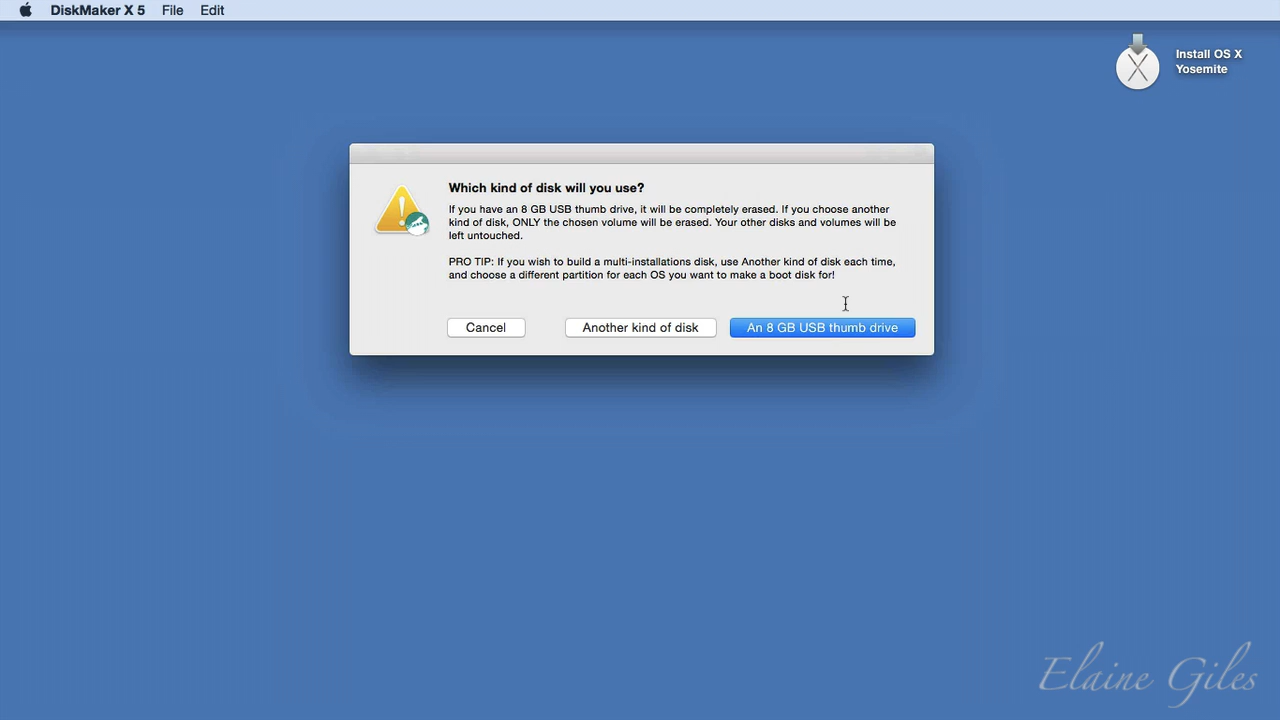 DiskMaker X 5 File Edit
Install OS X
Yosemite
Which kind of disk will you use?
If you have an 8 GB USB thumb drive, it will be completely erased. If you choose another
kind of disk, ONLY the chosen volume will be erased. Your other disks and volumes will be
left untouched.
PRO TIP: If you wish to build a multi-installations disk, use Another kind of disk each time,
and choose a different partition for each OS you want to make a boot disk for!
Cancel Another kind of disk An 8 GB USB thumb drive
Elaine Giles